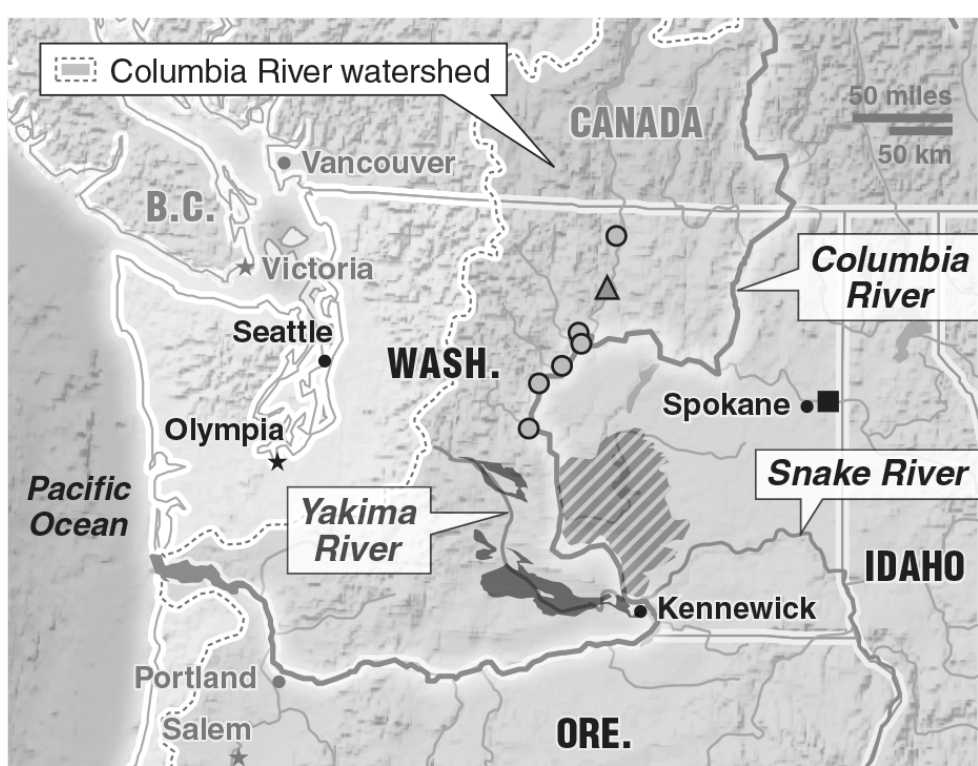 Columbia River watershed
CANADA
50 miles
50 km
Vancouver
B.C.
Victoria
Columbia
River
Seattle
WASH.
Spokane
Olympia
Snake River
Pacific
Ocean
Yakima
River
IDAHO
Kennewick
Portland
Salem
ORE.